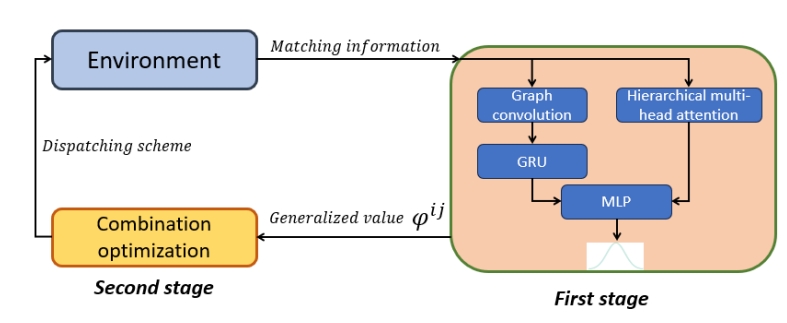 Environment
Matching information
Graph
convolution
Hierarchical multi-
head attention
GRU
MLP
Dispatching scheme
Generalized value φ^{ij}
Combination
optimization
Second stage
First stage